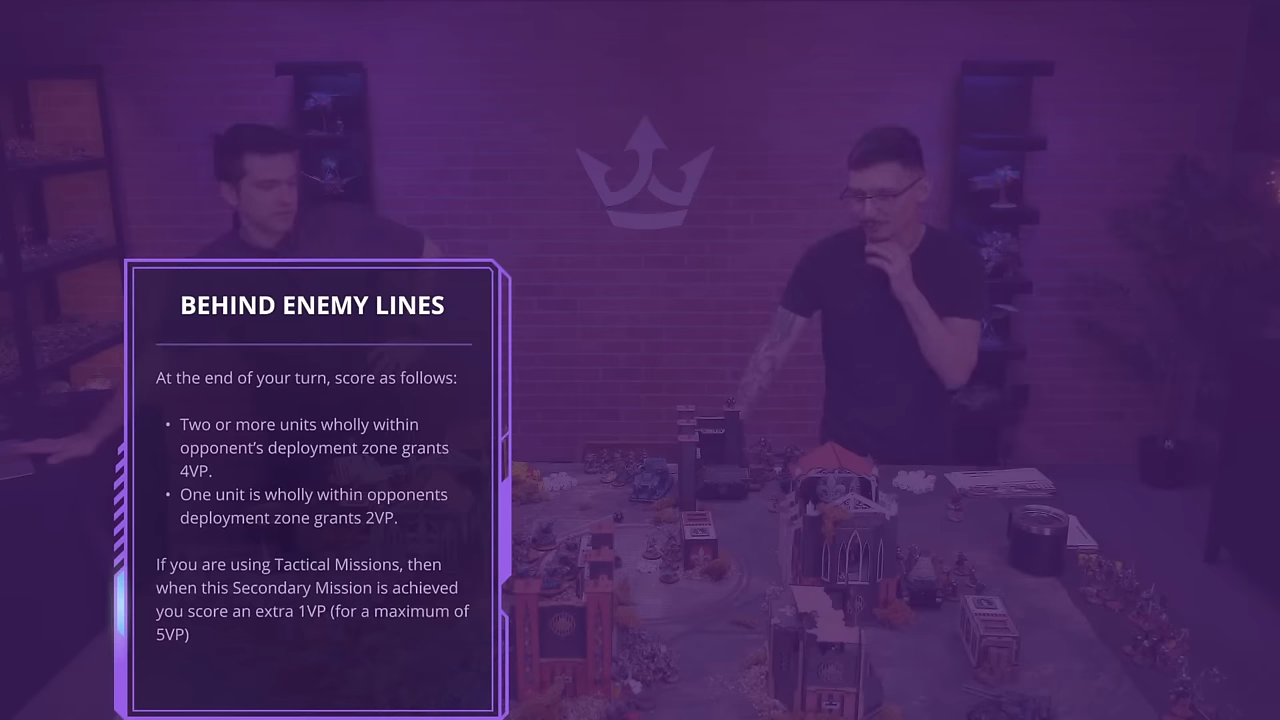 BEHIND ENEMY LINES
At the end of your turn, score as follows:
• Two or more units wholly within
opponent’s deployment zone grants
4VP.
• One unit is wholly within opponents
deployment zone grants 2VP.
If you are using Tactical Missions, then
when this Secondary Mission is achieved
you score an extra 1VP (for a maximum of
5VP)